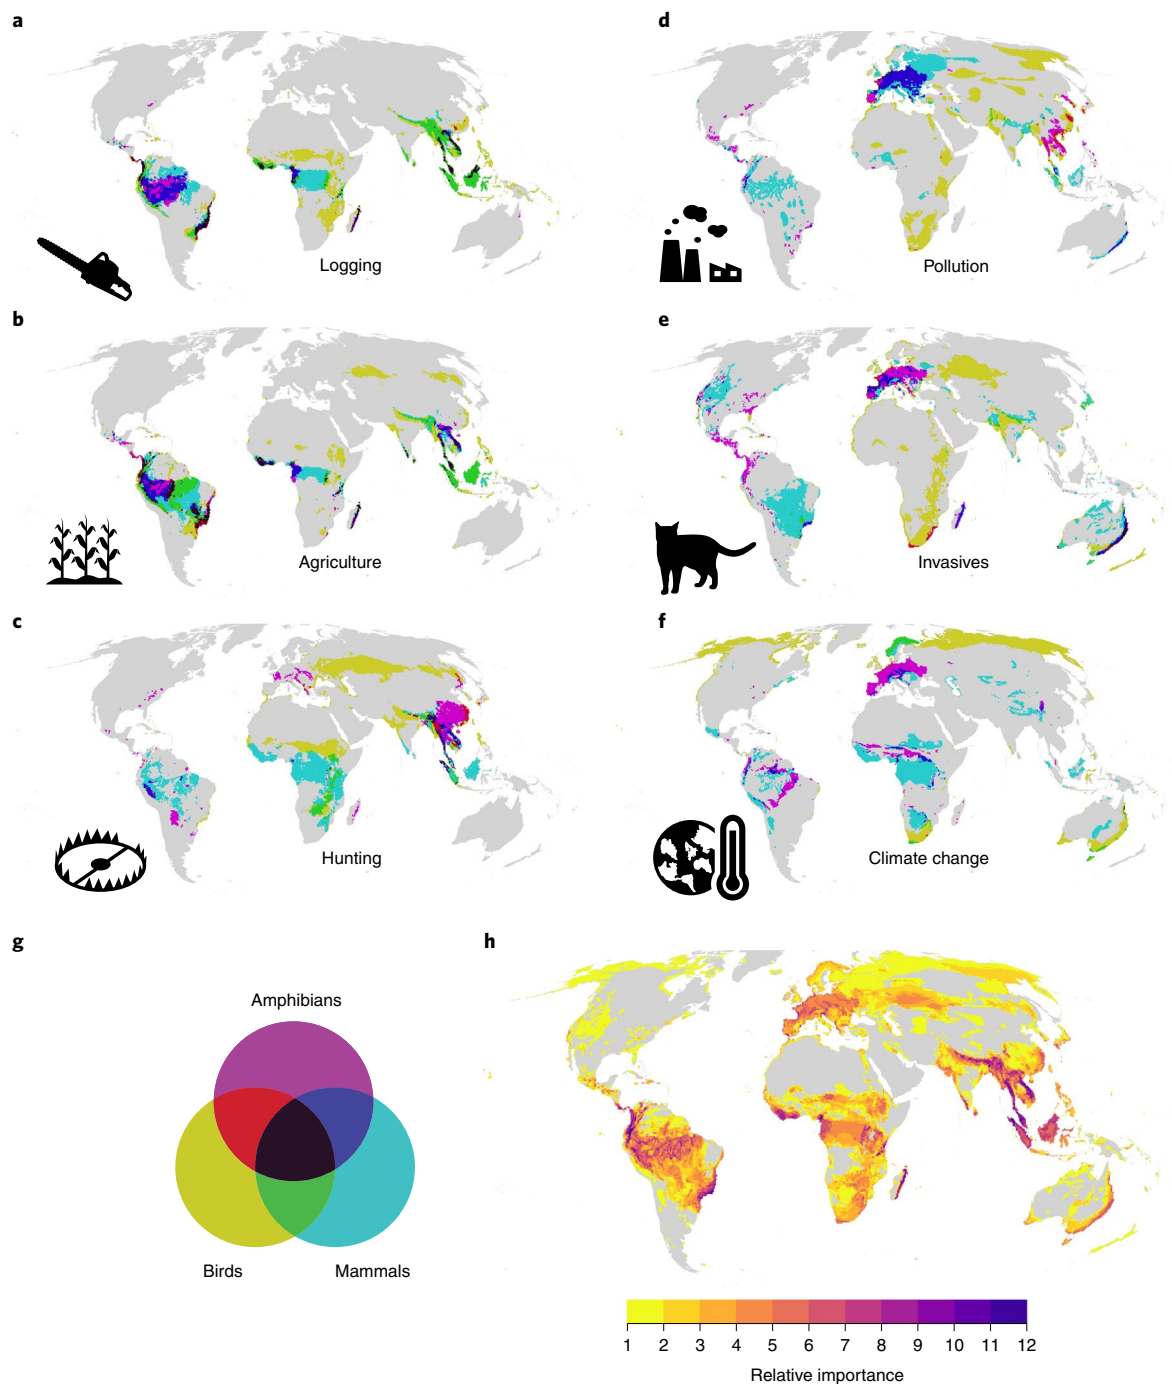 a
Logging
b
Agriculture
c
Hunting
d
Pollution
e
Invasives
f
Climate change
g
Amphibians
Birds
Mammals
h
1 2 3 4 5 6 7 8 9 10 11 12
Relative importance